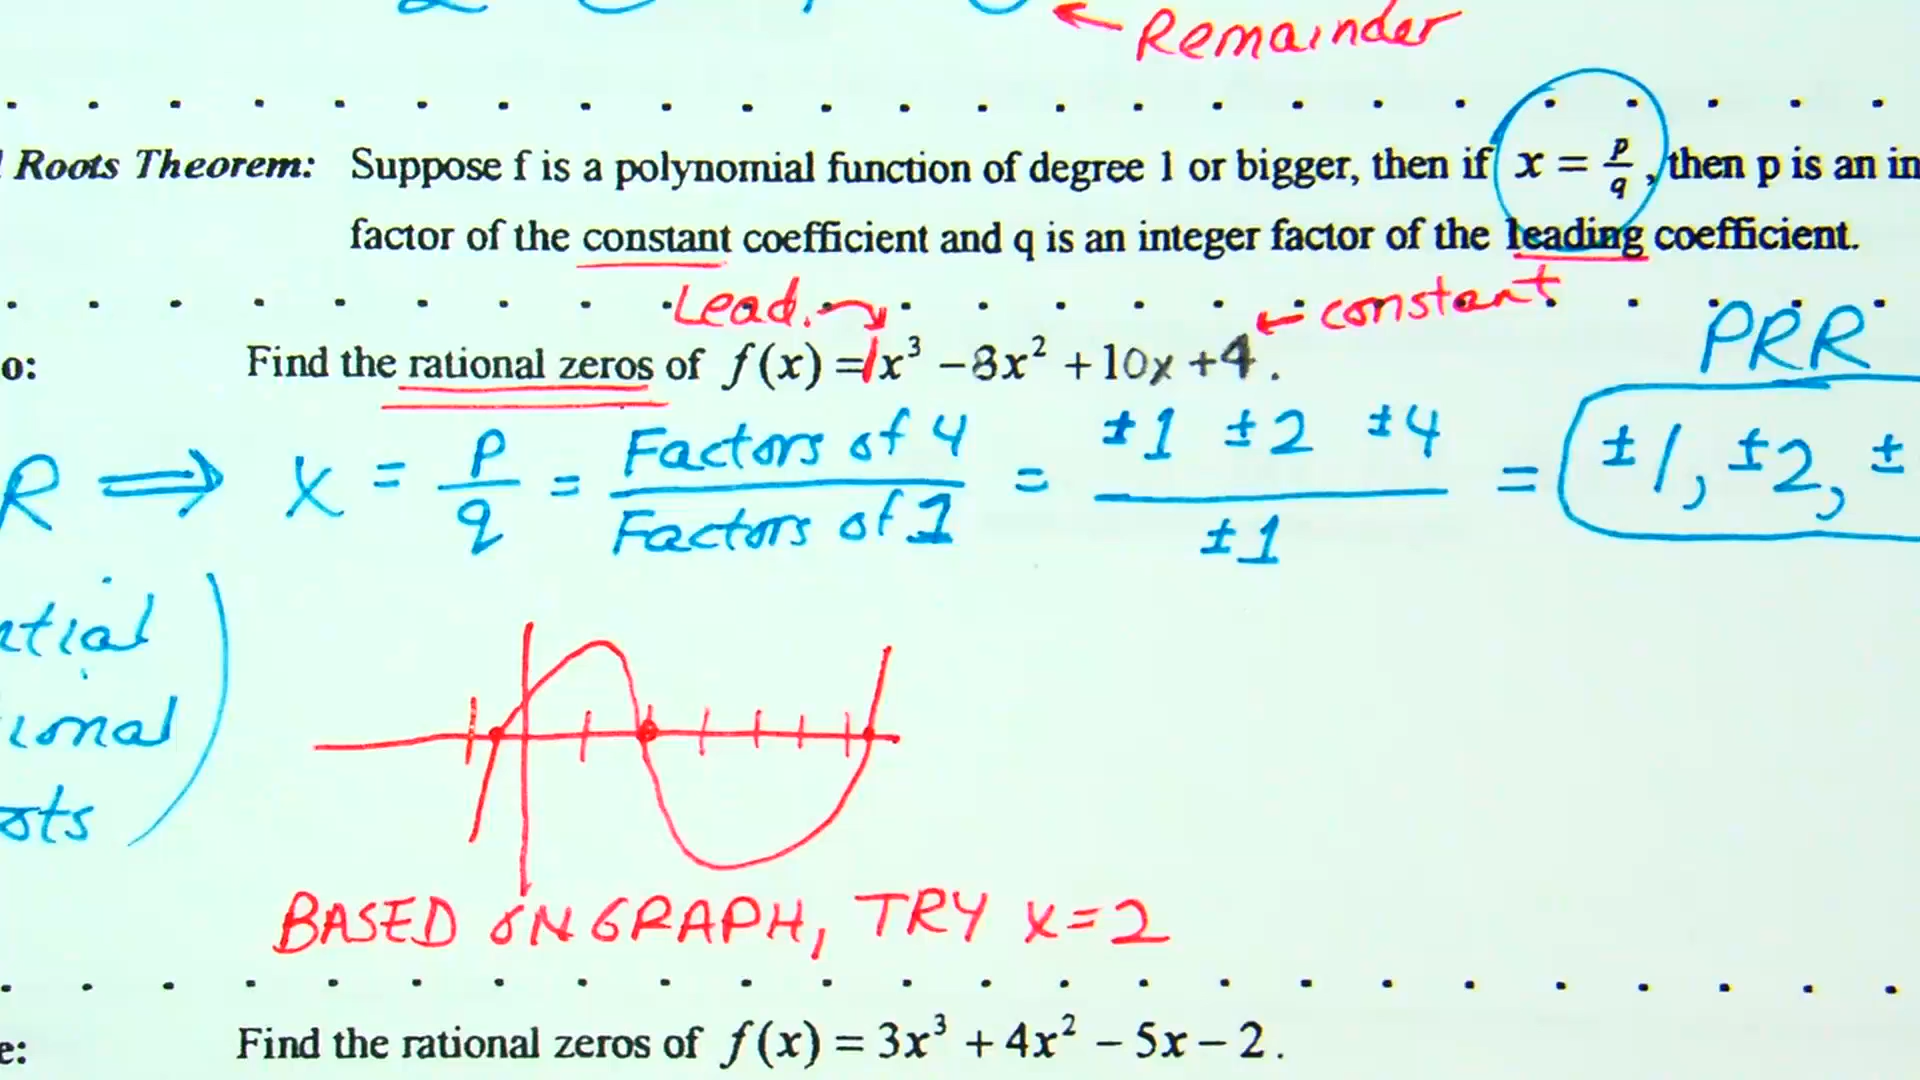 ← Remainder
Roots Theorem: Suppose f is a polynomial function of degree 1 or bigger, then if x = p/q, then p is an in
factor of the constant coefficient and q is an integer factor of the leading coefficient.
Lead. constant
PRR
o: Find the rational zeros of f(x) = 1x³ − 8x² + 10x + 4.
R ⟹ x = p/q = Factors of 4 / Factors of 1 = ±1 ±2 ±4 / ±1 = ±1, ±2, ±
ntial
ional
ots
BASED ON GRAPH, TRY x=2
e: Find the rational zeros of f(x) = 3x³ + 4x² − 5x − 2.